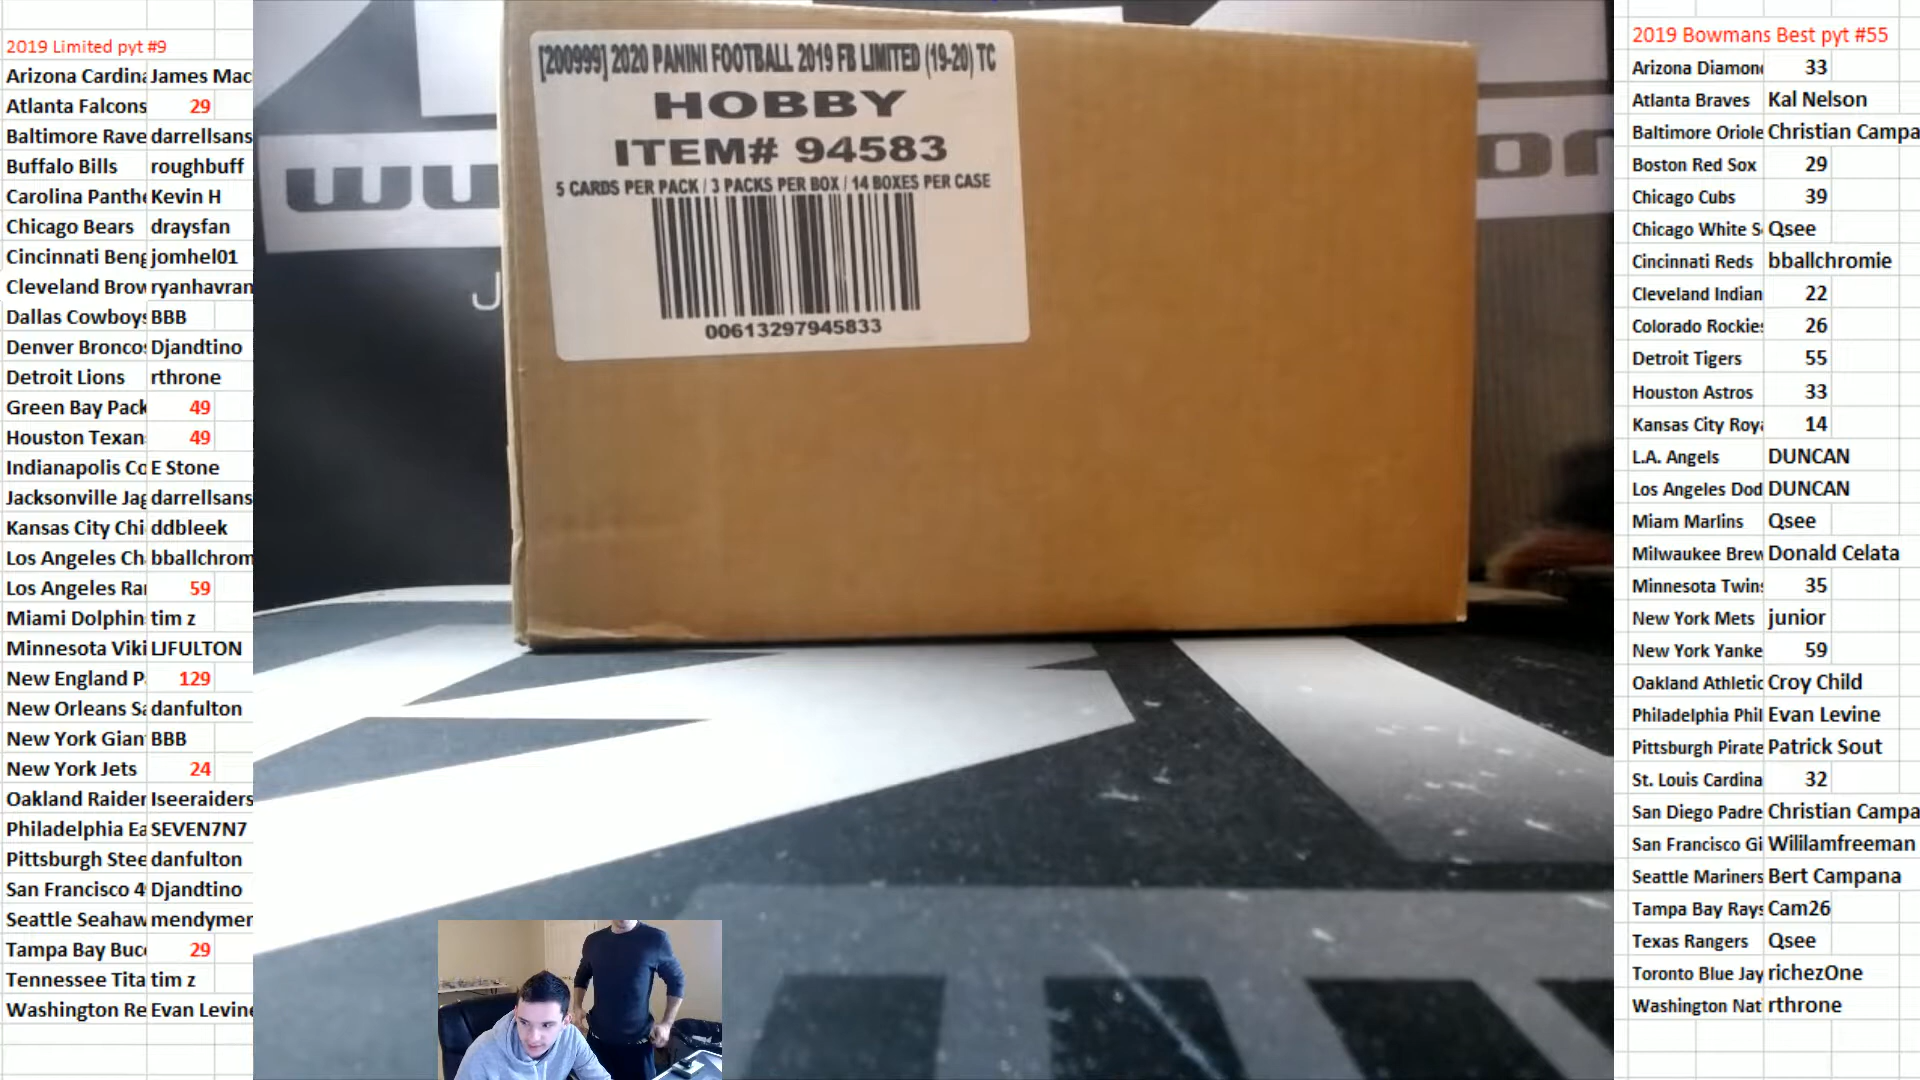 2019 Limited pyt #9
Arizona Cardina James Mac
Atlanta Falcons 29
Baltimore Rave darrellsans
Buffalo Bills roughbuff
Carolina Panthe Kevin H
Chicago Bears draysfan
Cincinnati Beng jomhel01
Cleveland Brow ryanhavran
Dallas Cowboys BBB
Denver Broncos Djandtino
Detroit Lions rthrone
Green Bay Pack 49
Houston Texan 49
Indianapolis Co E Stone
Jacksonville Jag darrellsans
Kansas City Chi ddbleek
Los Angeles Ch bballchrom
Los Angeles Ra 59
Miami Dolphin tim z
Minnesota Viki LJFULTON
New England P 129
New Orleans Sa danfulton
New York Gian BBB
New York Jets 24
Oakland Raider Iseeraiders
Philadelphia Ea SEVEN7N7
Pittsburgh Stee danfulton
San Francisco 4 Djandtino
Seattle Seahaw mendymer
Tampa Bay Bucc 29
Tennessee Tita tim z
Washington Re Evan Levine
[200999] 2020 PANINI FOOTBALL 2019 FB LIMITED (19-20) TC
HOBBY
ITEM# 94583
5 CARDS PER PACK / 3 PACKS PER BOX / 14 BOXES PER CASE
00613297945833
2019 Bowmans Best pyt #55
Arizona Diamon 33
Atlanta Braves Kal Nelson
Baltimore Oriole Christian Campa
Boston Red Sox 29
Chicago Cubs 39
Chicago White S Qsee
Cincinnati Reds bballchromie
Cleveland Indian 22
Colorado Rockies 26
Detroit Tigers 55
Houston Astros 33
Kansas City Roya 14
L.A. Angels DUNCAN
Los Angeles Dod DUNCAN
Miam Marlins Qsee
Milwaukee Brew Donald Celata
Minnesota Twins 35
New York Mets junior
New York Yanke 59
Oakland Athletic Croy Child
Philadelphia Phil Evan Levine
Pittsburgh Pirate Patrick Sout
St. Louis Cardina 32
San Diego Padre Christian Campa
San Francisco Gi Wililamfreeman
Seattle Mariners Bert Campana
Tampa Bay Rays Cam26
Texas Rangers Qsee
Toronto Blue Jay richezOne
Washington Nat rthrone